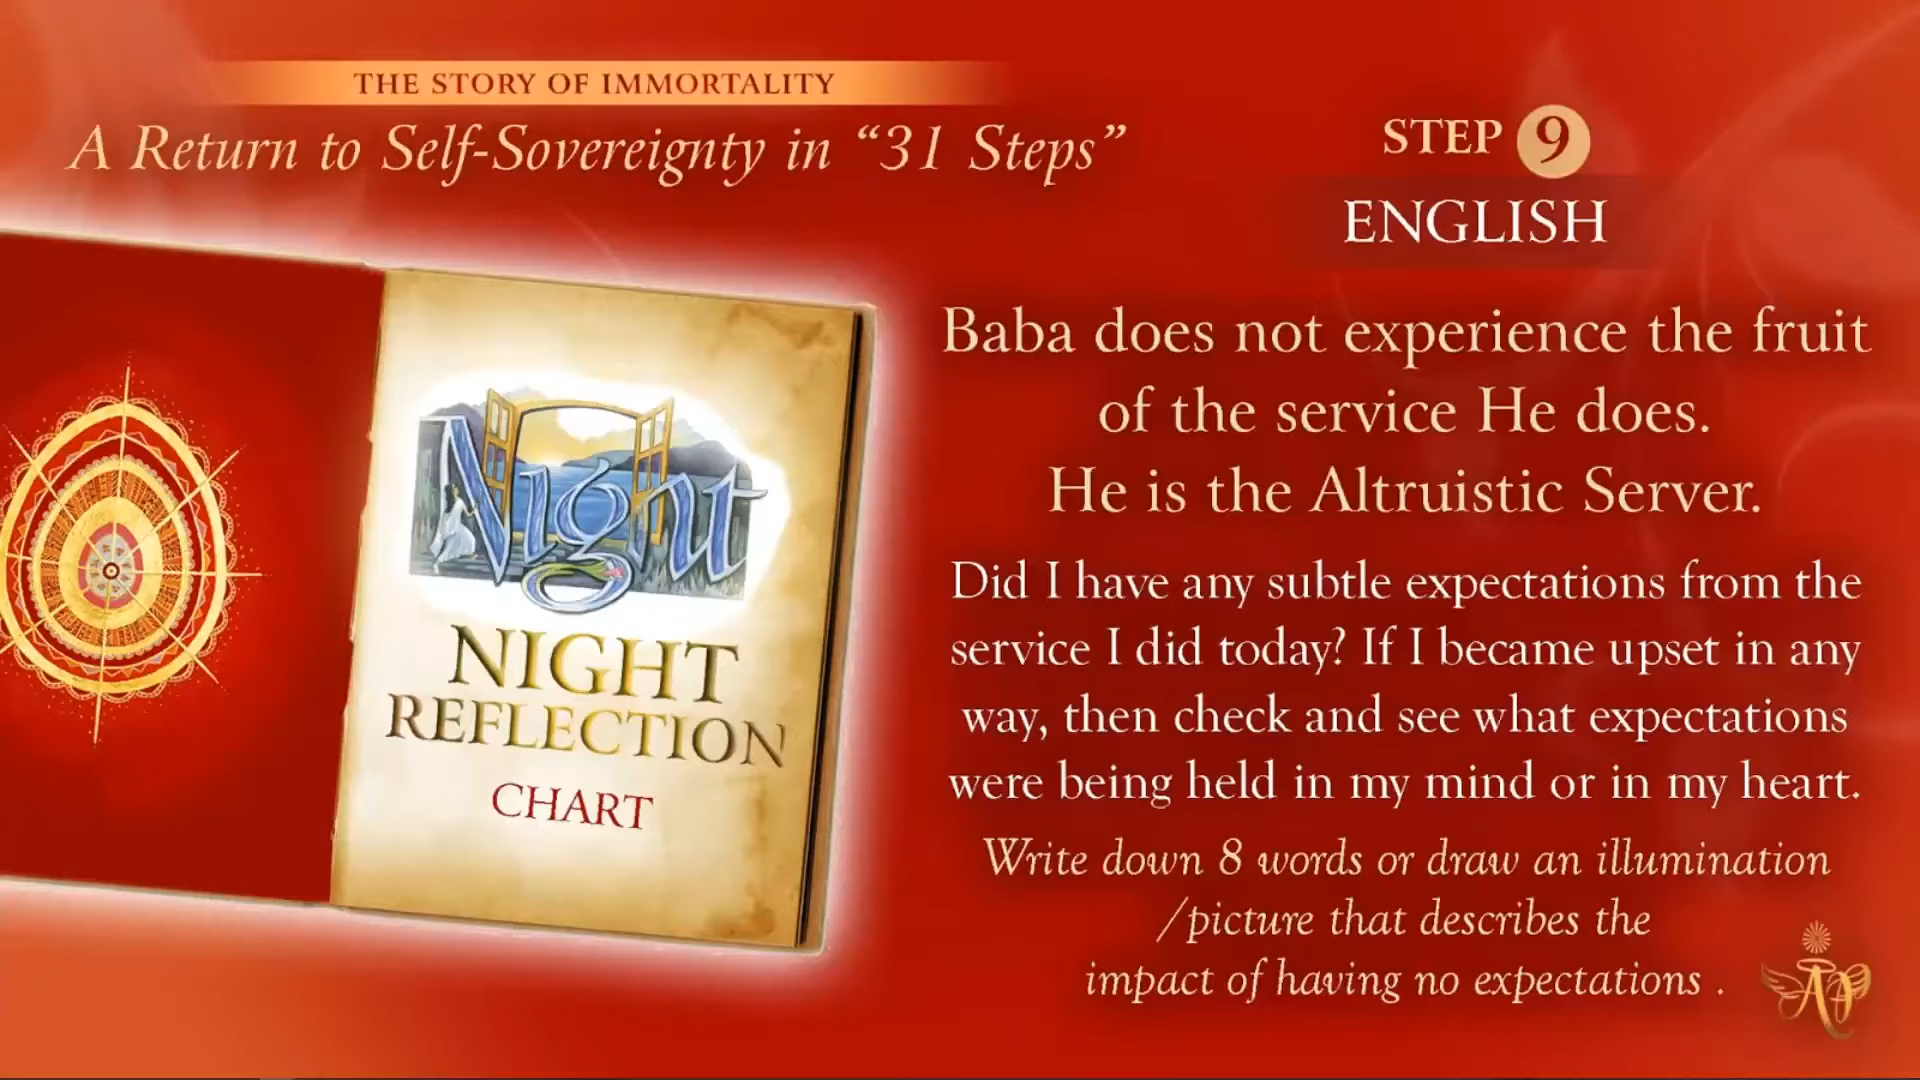 THE STORY OF IMMORTALITY
A Return to Self-Sovereignty in “31 Steps”
STEP 9
ENGLISH
Night
NIGHT
REFLECTION
CHART
Baba does not experience the fruit
of the service He does.
He is the Altruistic Server.
Did I have any subtle expectations from the
service I did today? If I became upset in any
way, then check and see what expectations
were being held in my mind or in my heart.
Write down 8 words or draw an illumination
/picture that describes the
impact of having no expectations .